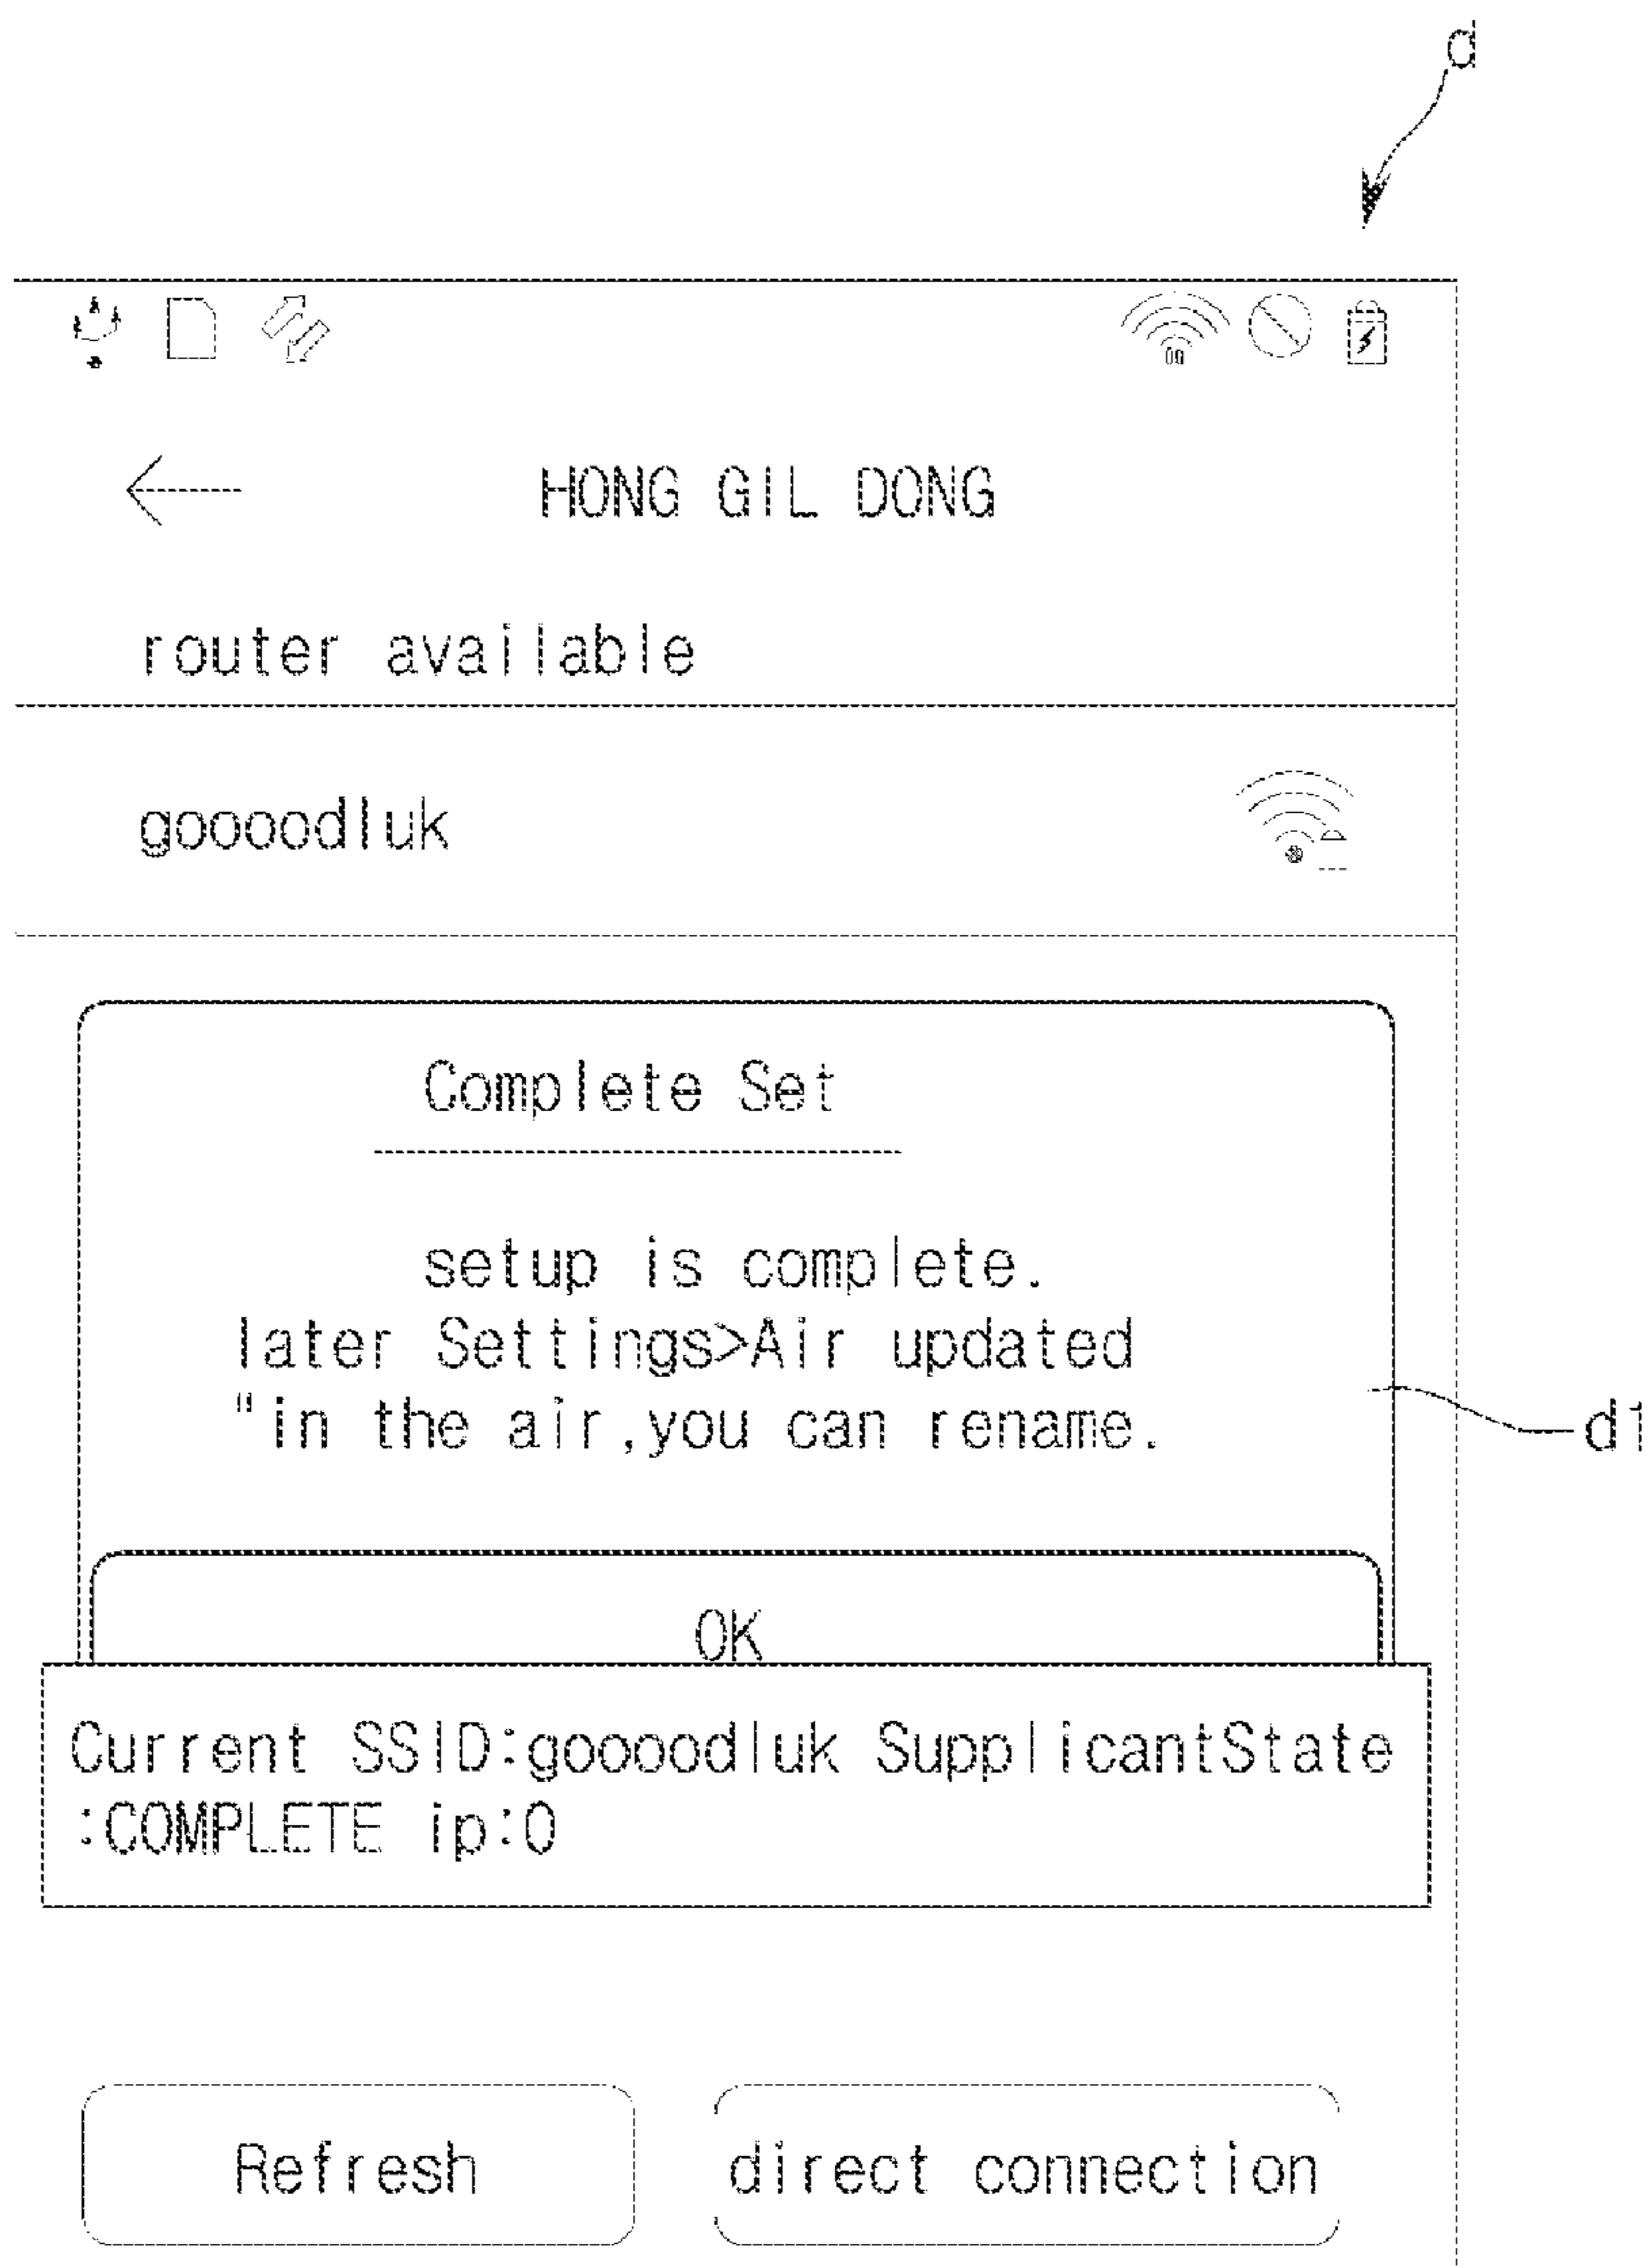 d
HONG GIL DONG
router available
goooodluk
Complete Set
setup is complete.
later Settings>Air updated
"in the air,you can rename.
d1
OK
Current SSID:goooodluk SupplicantState
:COMPLETE ip:0
Refresh
direct connection